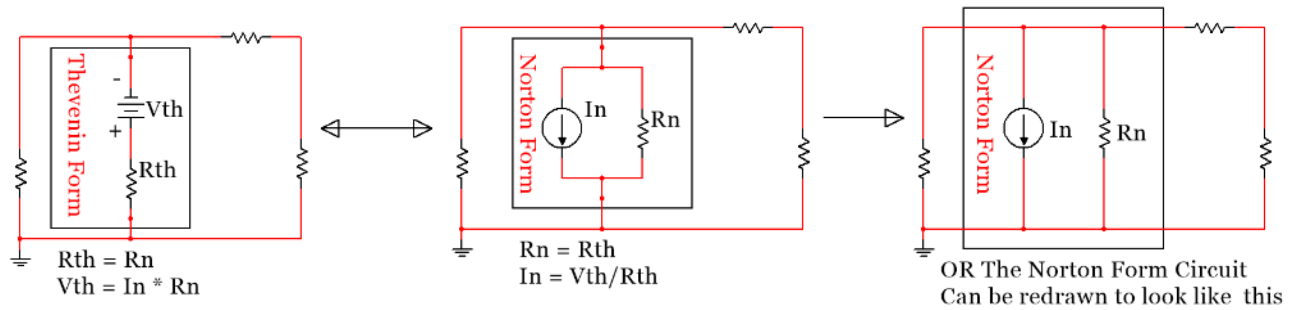 Thevenin Form
-
Vth
+
Rth
Rth = Rn
Vth = In * Rn
Norton Form
In
Rn
Rn = Rth
In = Vth/Rth
Norton Form
In
Rn
OR The Norton Form Circuit
Can be redrawn to look like this